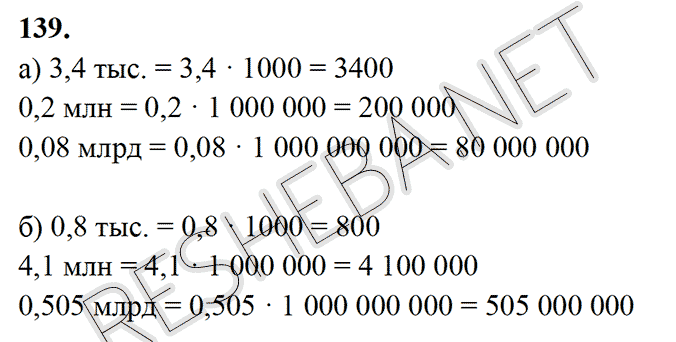 139.
а) 3,4 тыс. = 3,4 · 1000 = 3400
0,2 млн = 0,2 · 1 000 000 = 200 000
0,08 млрд = 0,08 · 1 000 000 000 = 80 000 000
б) 0,8 тыс. = 0,8 · 1000 = 800
4,1 млн = 4,1 · 1 000 000 = 4 100 000
0,505 млрд = 0,505 · 1 000 000 000 = 505 000 000
RESHEBA.NET